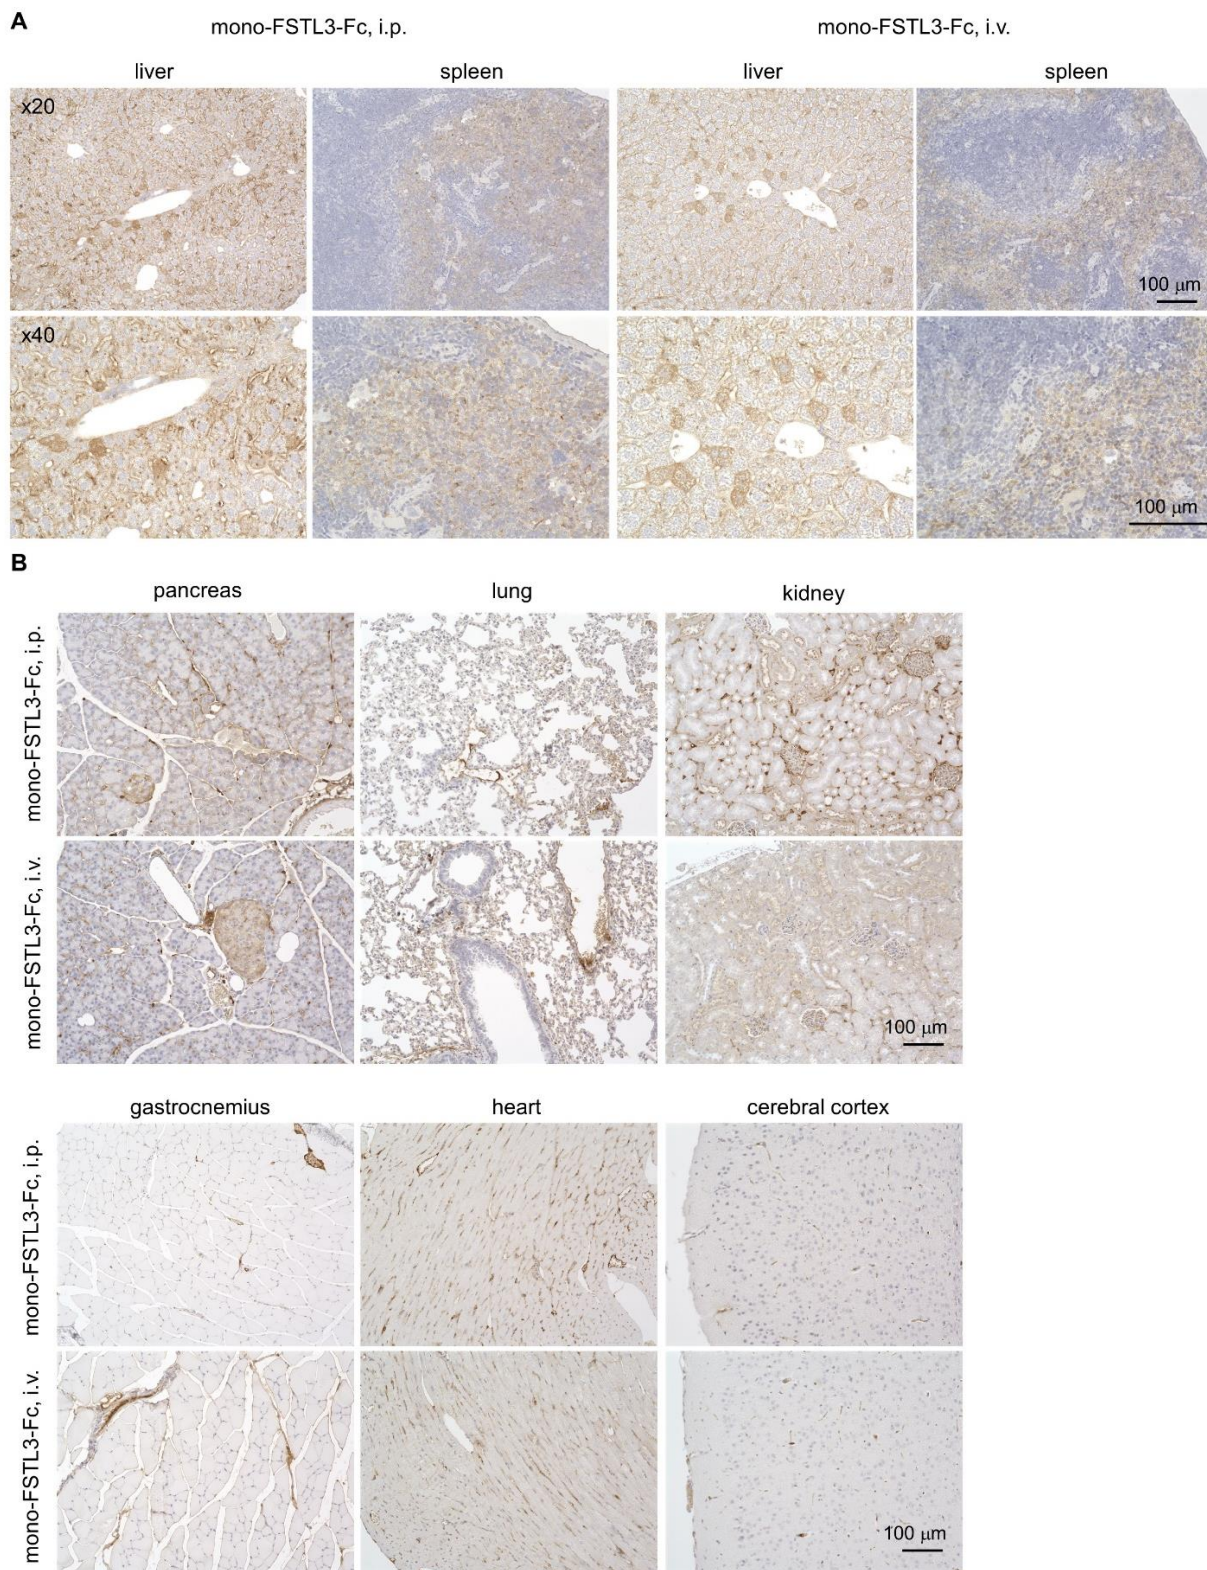 A
mono-FSTL3-Fc, i.p.
mono-FSTL3-Fc, i.v.
liver
spleen
liver
spleen
x20
100 μm
x40
100 μm
B
pancreas
lung
kidney
mono-FSTL3-Fc, i.p.
mono-FSTL3-Fc, i.v.
100 μm
gastrocnemius
heart
cerebral cortex
mono-FSTL3-Fc, i.p.
mono-FSTL3-Fc, i.v.
100 μm